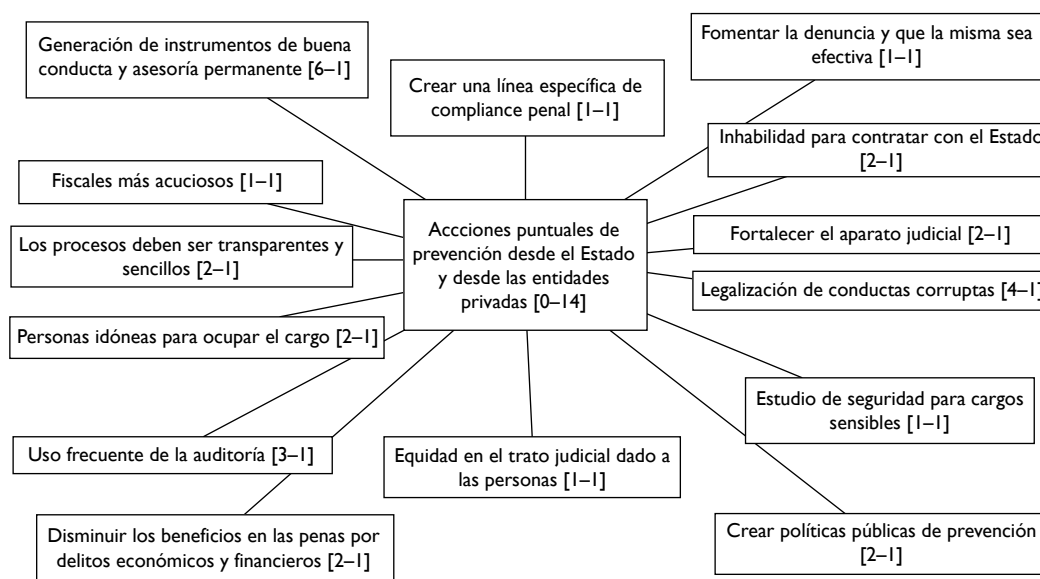 Generación de instrumentos de buena
conducta y asesoría permanente [6–1]
Crear una línea específica de
compliance penal [1–1]
Fomentar la denuncia y que la misma sea
efectiva [1–1]
Inhabilidad para contratar con el Estado
[2–1]
Fiscales más acuciosos [1–1]
Los procesos deben ser transparentes y
sencillos [2–1]
Accciones puntuales de
prevención desde el Estado
y desde las entidades
privadas [0–14]
Fortalecer el aparato judicial [2–1]
Legalización de conductas corruptas [4–1]
Personas idóneas para ocupar el cargo [2–1]
Estudio de seguridad para cargos
sensibles [1–1]
Uso frecuente de la auditoría [3–1]
Equidad en el trato judicial dado a
las personas [1–1]
Disminuir los beneficios en las penas por
delitos económicos y financieros [2–1]
Crear políticas públicas de prevención
[2–1]